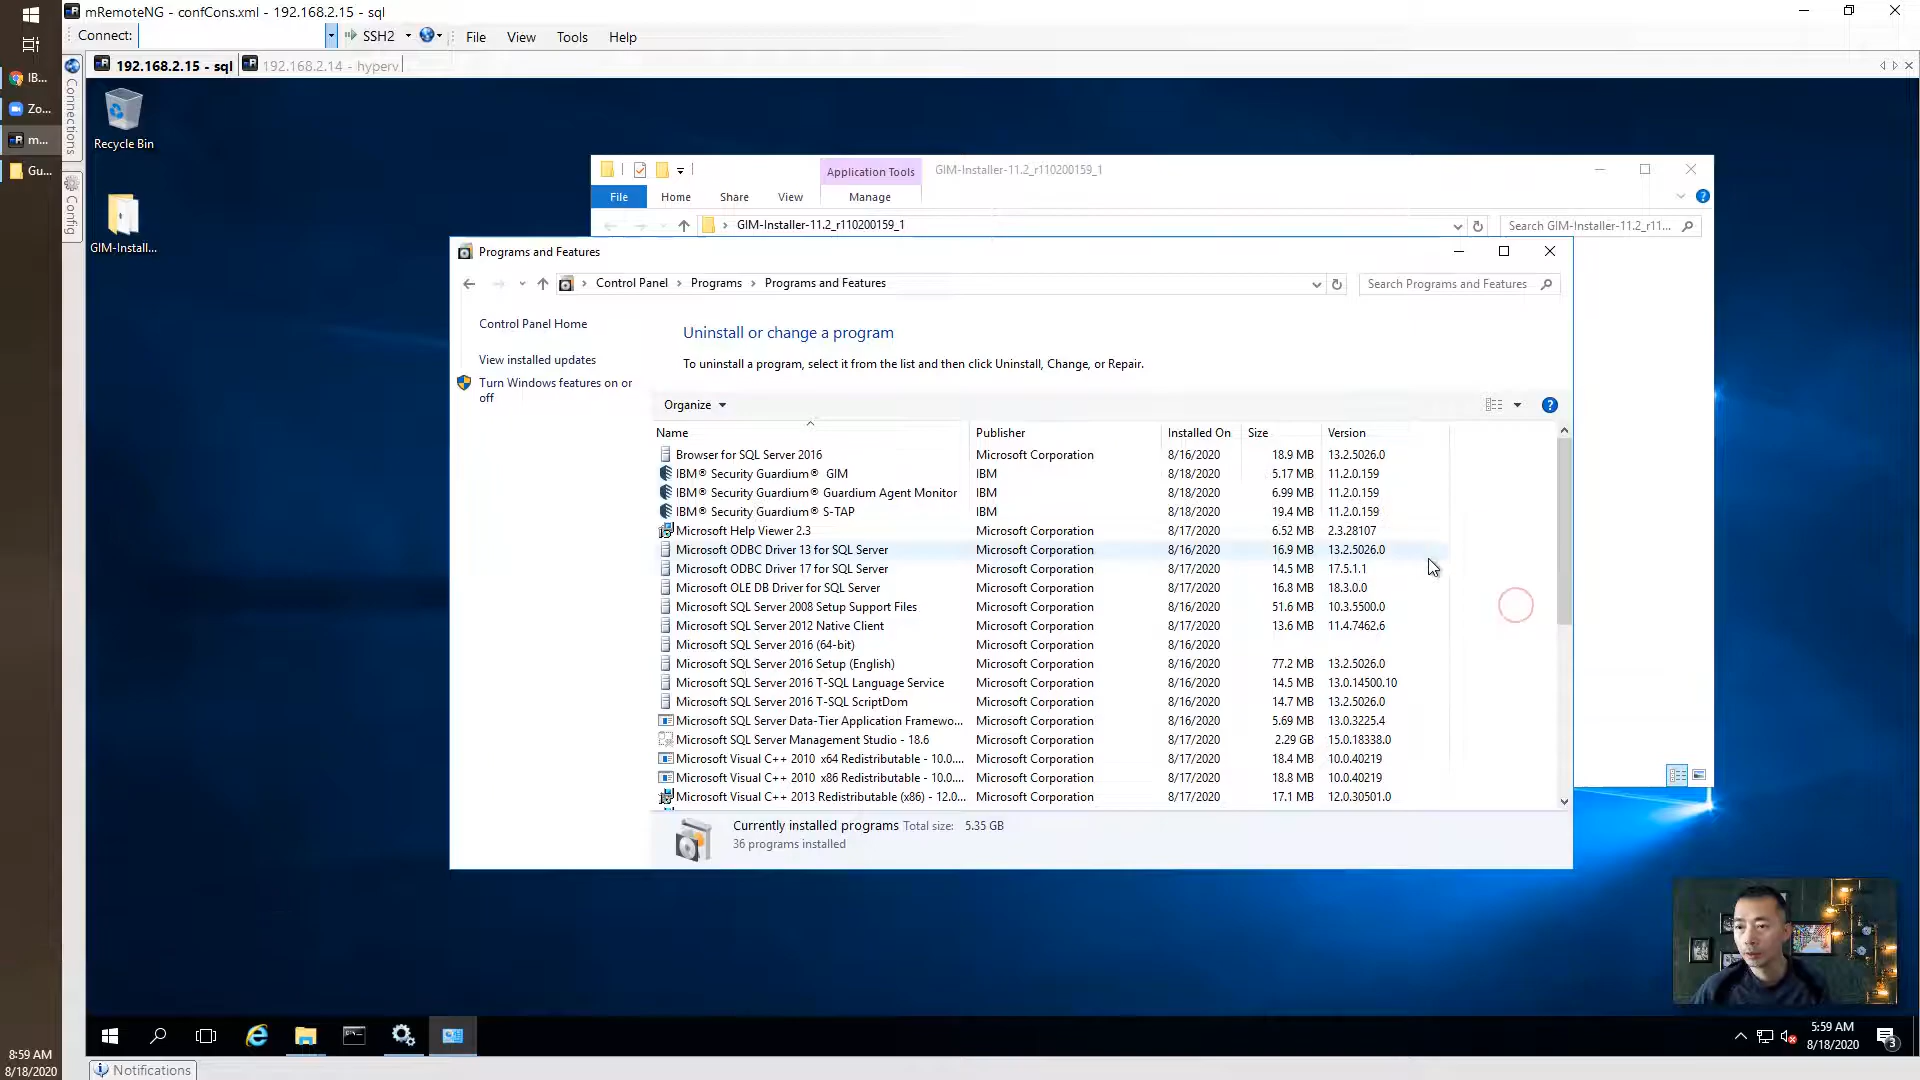 mRemoteNG - confCons.xml - 192.168.2.15 - sql
Connect:
SSH2
File
View
Tools
Help
192.168.2.15 - sql
192.168.2.14 - hyperv
IB...
Zo...
m...
Gu...
Connections
Config
Recycle Bin
GIM-Install...
Application Tools
GIM-Installer-11.2_r110200159_1
File
Home
Share
View
Manage
GIM-Installer-11.2_r110200159_1
Search GIM-Installer-11.2_r11...
Programs and Features
Control Panel
Programs
Programs and Features
Search Programs and Features
Control Panel Home
View installed updates
Turn Windows features on or
off
Uninstall or change a program
To uninstall a program, select it from the list and then click Uninstall, Change, or Repair.
Organize
Name Publisher Installed On Size Version
Browser for SQL Server 2016 Microsoft Corporation 8/16/2020 18.9 MB 13.2.5026.0
IBM® Security Guardium® GIM IBM 8/18/2020 5.17 MB 11.2.0.159
IBM® Security Guardium® Guardium Agent Monitor IBM 8/18/2020 6.99 MB 11.2.0.159
IBM® Security Guardium® S-TAP IBM 8/18/2020 19.4 MB 11.2.0.159
Microsoft Help Viewer 2.3 Microsoft Corporation 8/17/2020 6.52 MB 2.3.28107
Microsoft ODBC Driver 13 for SQL Server Microsoft Corporation 8/16/2020 16.9 MB 13.2.5026.0
Microsoft ODBC Driver 17 for SQL Server Microsoft Corporation 8/17/2020 14.5 MB 17.5.1.1
Microsoft OLE DB Driver for SQL Server Microsoft Corporation 8/17/2020 16.8 MB 18.3.0.0
Microsoft SQL Server 2008 Setup Support Files Microsoft Corporation 8/16/2020 51.6 MB 10.3.5500.0
Microsoft SQL Server 2012 Native Client Microsoft Corporation 8/17/2020 13.6 MB 11.4.7462.6
Microsoft SQL Server 2016 (64-bit) Microsoft Corporation 8/16/2020
Microsoft SQL Server 2016 Setup (English) Microsoft Corporation 8/16/2020 77.2 MB 13.2.5026.0
Microsoft SQL Server 2016 T-SQL Language Service Microsoft Corporation 8/16/2020 14.5 MB 13.0.14500.10
Microsoft SQL Server 2016 T-SQL ScriptDom Microsoft Corporation 8/16/2020 14.7 MB 13.2.5026.0
Microsoft SQL Server Data-Tier Application Framewo... Microsoft Corporation 8/16/2020 5.69 MB 13.0.3225.4
Microsoft SQL Server Management Studio - 18.6 Microsoft Corporation 8/17/2020 2.29 GB 15.0.18338.0
Microsoft Visual C++ 2010 x64 Redistributable - 10.0.... Microsoft Corporation 8/17/2020 18.4 MB 10.0.40219
Microsoft Visual C++ 2010 x86 Redistributable - 10.0.... Microsoft Corporation 8/17/2020 18.8 MB 10.0.40219
Microsoft Visual C++ 2013 Redistributable (x86) - 12.0... Microsoft Corporation 8/17/2020 17.1 MB 12.0.30501.0
Currently installed programs Total size: 5.35 GB
36 programs installed
5:59 AM
8/18/2020
3
8:59 AM
8/18/2020
Notifications